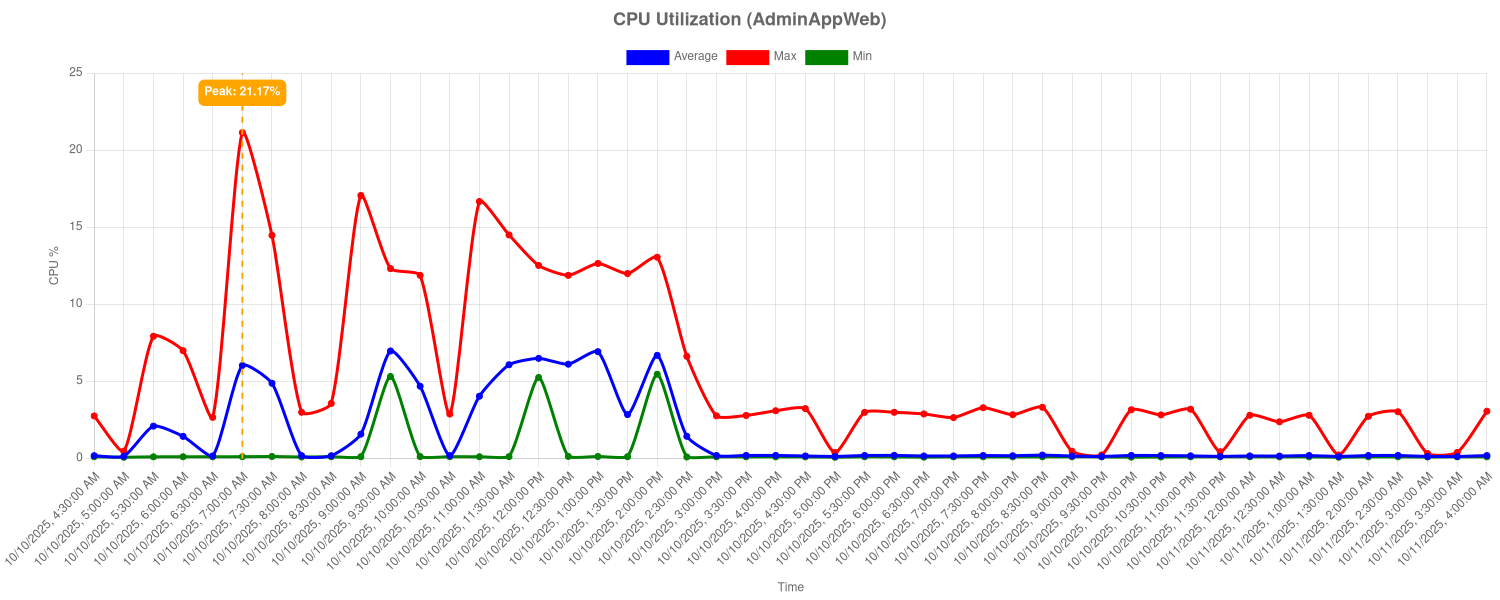 CPU Utilization (AdminAppWeb)
Average
Max
Min
Peak: 21.17%
25
20
15
10
5
0
CPU %
10/10/2025, 4:30:00 AM
10/10/2025, 5:00:00 AM
10/10/2025, 5:30:00 AM
10/10/2025, 6:00:00 AM
10/10/2025, 6:30:00 AM
10/10/2025, 7:00:00 AM
10/10/2025, 7:30:00 AM
10/10/2025, 8:00:00 AM
10/10/2025, 8:30:00 AM
10/10/2025, 9:00:00 AM
10/10/2025, 9:30:00 AM
10/10/2025, 10:00:00 AM
10/10/2025, 10:30:00 AM
10/10/2025, 11:00:00 AM
10/10/2025, 11:30:00 AM
10/10/2025, 12:00:00 PM
10/10/2025, 12:30:00 PM
10/10/2025, 1:00:00 PM
10/10/2025, 1:30:00 PM
10/10/2025, 2:00:00 PM
10/10/2025, 2:30:00 PM
10/10/2025, 3:00:00 PM
10/10/2025, 3:30:00 PM
10/10/2025, 4:00:00 PM
10/10/2025, 4:30:00 PM
10/10/2025, 5:00:00 PM
10/10/2025, 5:30:00 PM
10/10/2025, 6:00:00 PM
10/10/2025, 6:30:00 PM
10/10/2025, 7:00:00 PM
10/10/2025, 7:30:00 PM
10/10/2025, 8:00:00 PM
10/10/2025, 8:30:00 PM
10/10/2025, 9:00:00 PM
10/10/2025, 9:30:00 PM
10/10/2025, 10:00:00 PM
10/10/2025, 10:30:00 PM
10/10/2025, 11:00:00 PM
10/10/2025, 11:30:00 PM
10/11/2025, 12:00:00 AM
10/11/2025, 12:30:00 AM
10/11/2025, 1:00:00 AM
10/11/2025, 1:30:00 AM
10/11/2025, 2:00:00 AM
10/11/2025, 2:30:00 AM
10/11/2025, 3:00:00 AM
10/11/2025, 3:30:00 AM
10/11/2025, 4:00:00 AM
Time